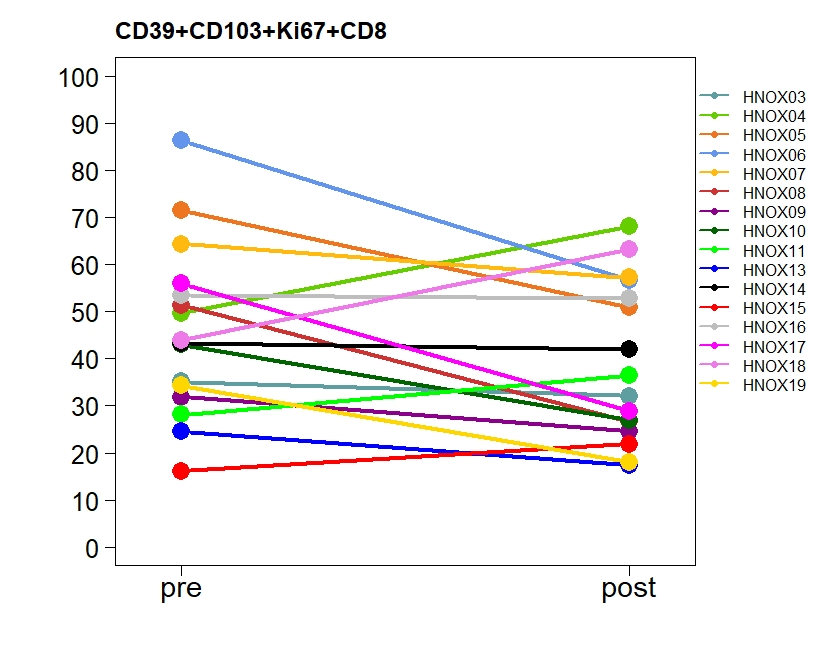 CD39+CD103+Ki67+CD8
100
90
80
70
60
50
40
30
20
10
0
pre
post
HNOX03
HNOX04
HNOX05
HNOX06
HNOX07
HNOX08
HNOX09
HNOX10
HNOX11
HNOX13
HNOX14
HNOX15
HNOX16
HNOX17
HNOX18
HNOX19